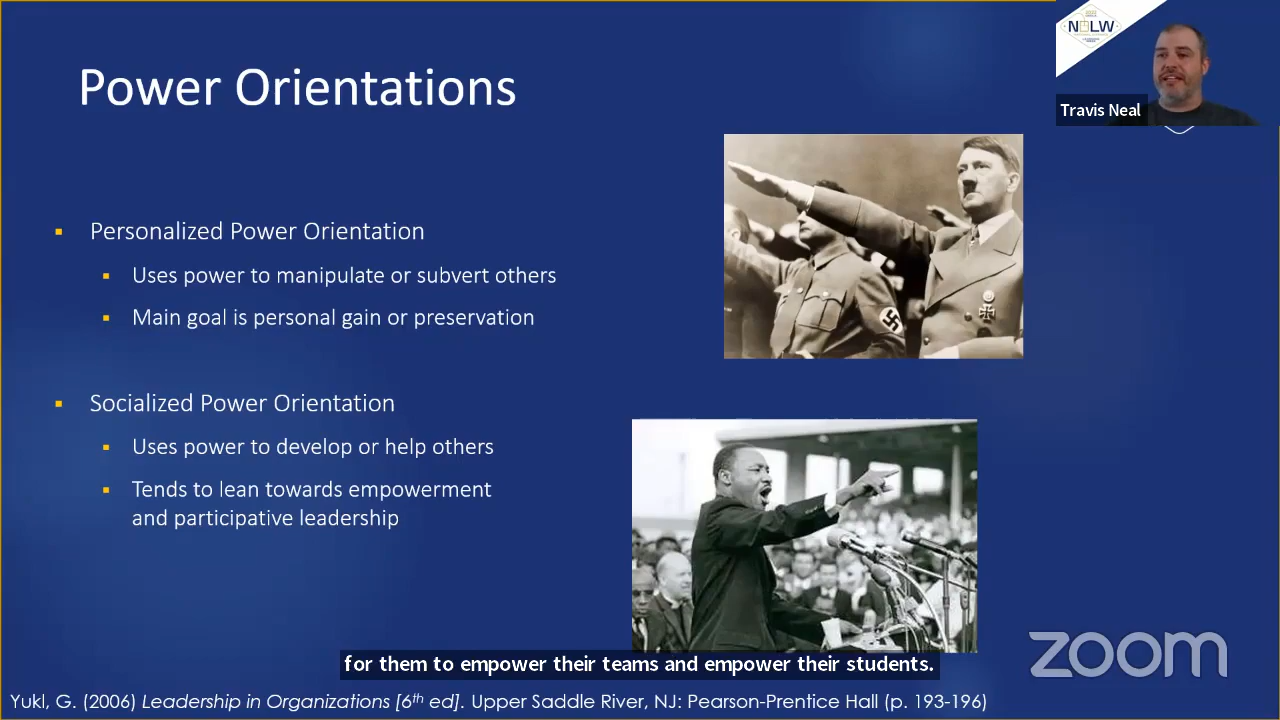 Power Orientations
NOLW
Travis Neal
Personalized Power Orientation
Uses power to manipulate or subvert others
Main goal is personal gain or preservation
Socialized Power Orientation
Uses power to develop or help others
Tends to lean towards empowerment
and participative leadership
for them to empower their teams and empower their students.
zoom
Yukl, G. (2006) Leadership in Organizations [6th ed]. Upper Saddle River, NJ: Pearson-Prentice Hall (p. 193-196)